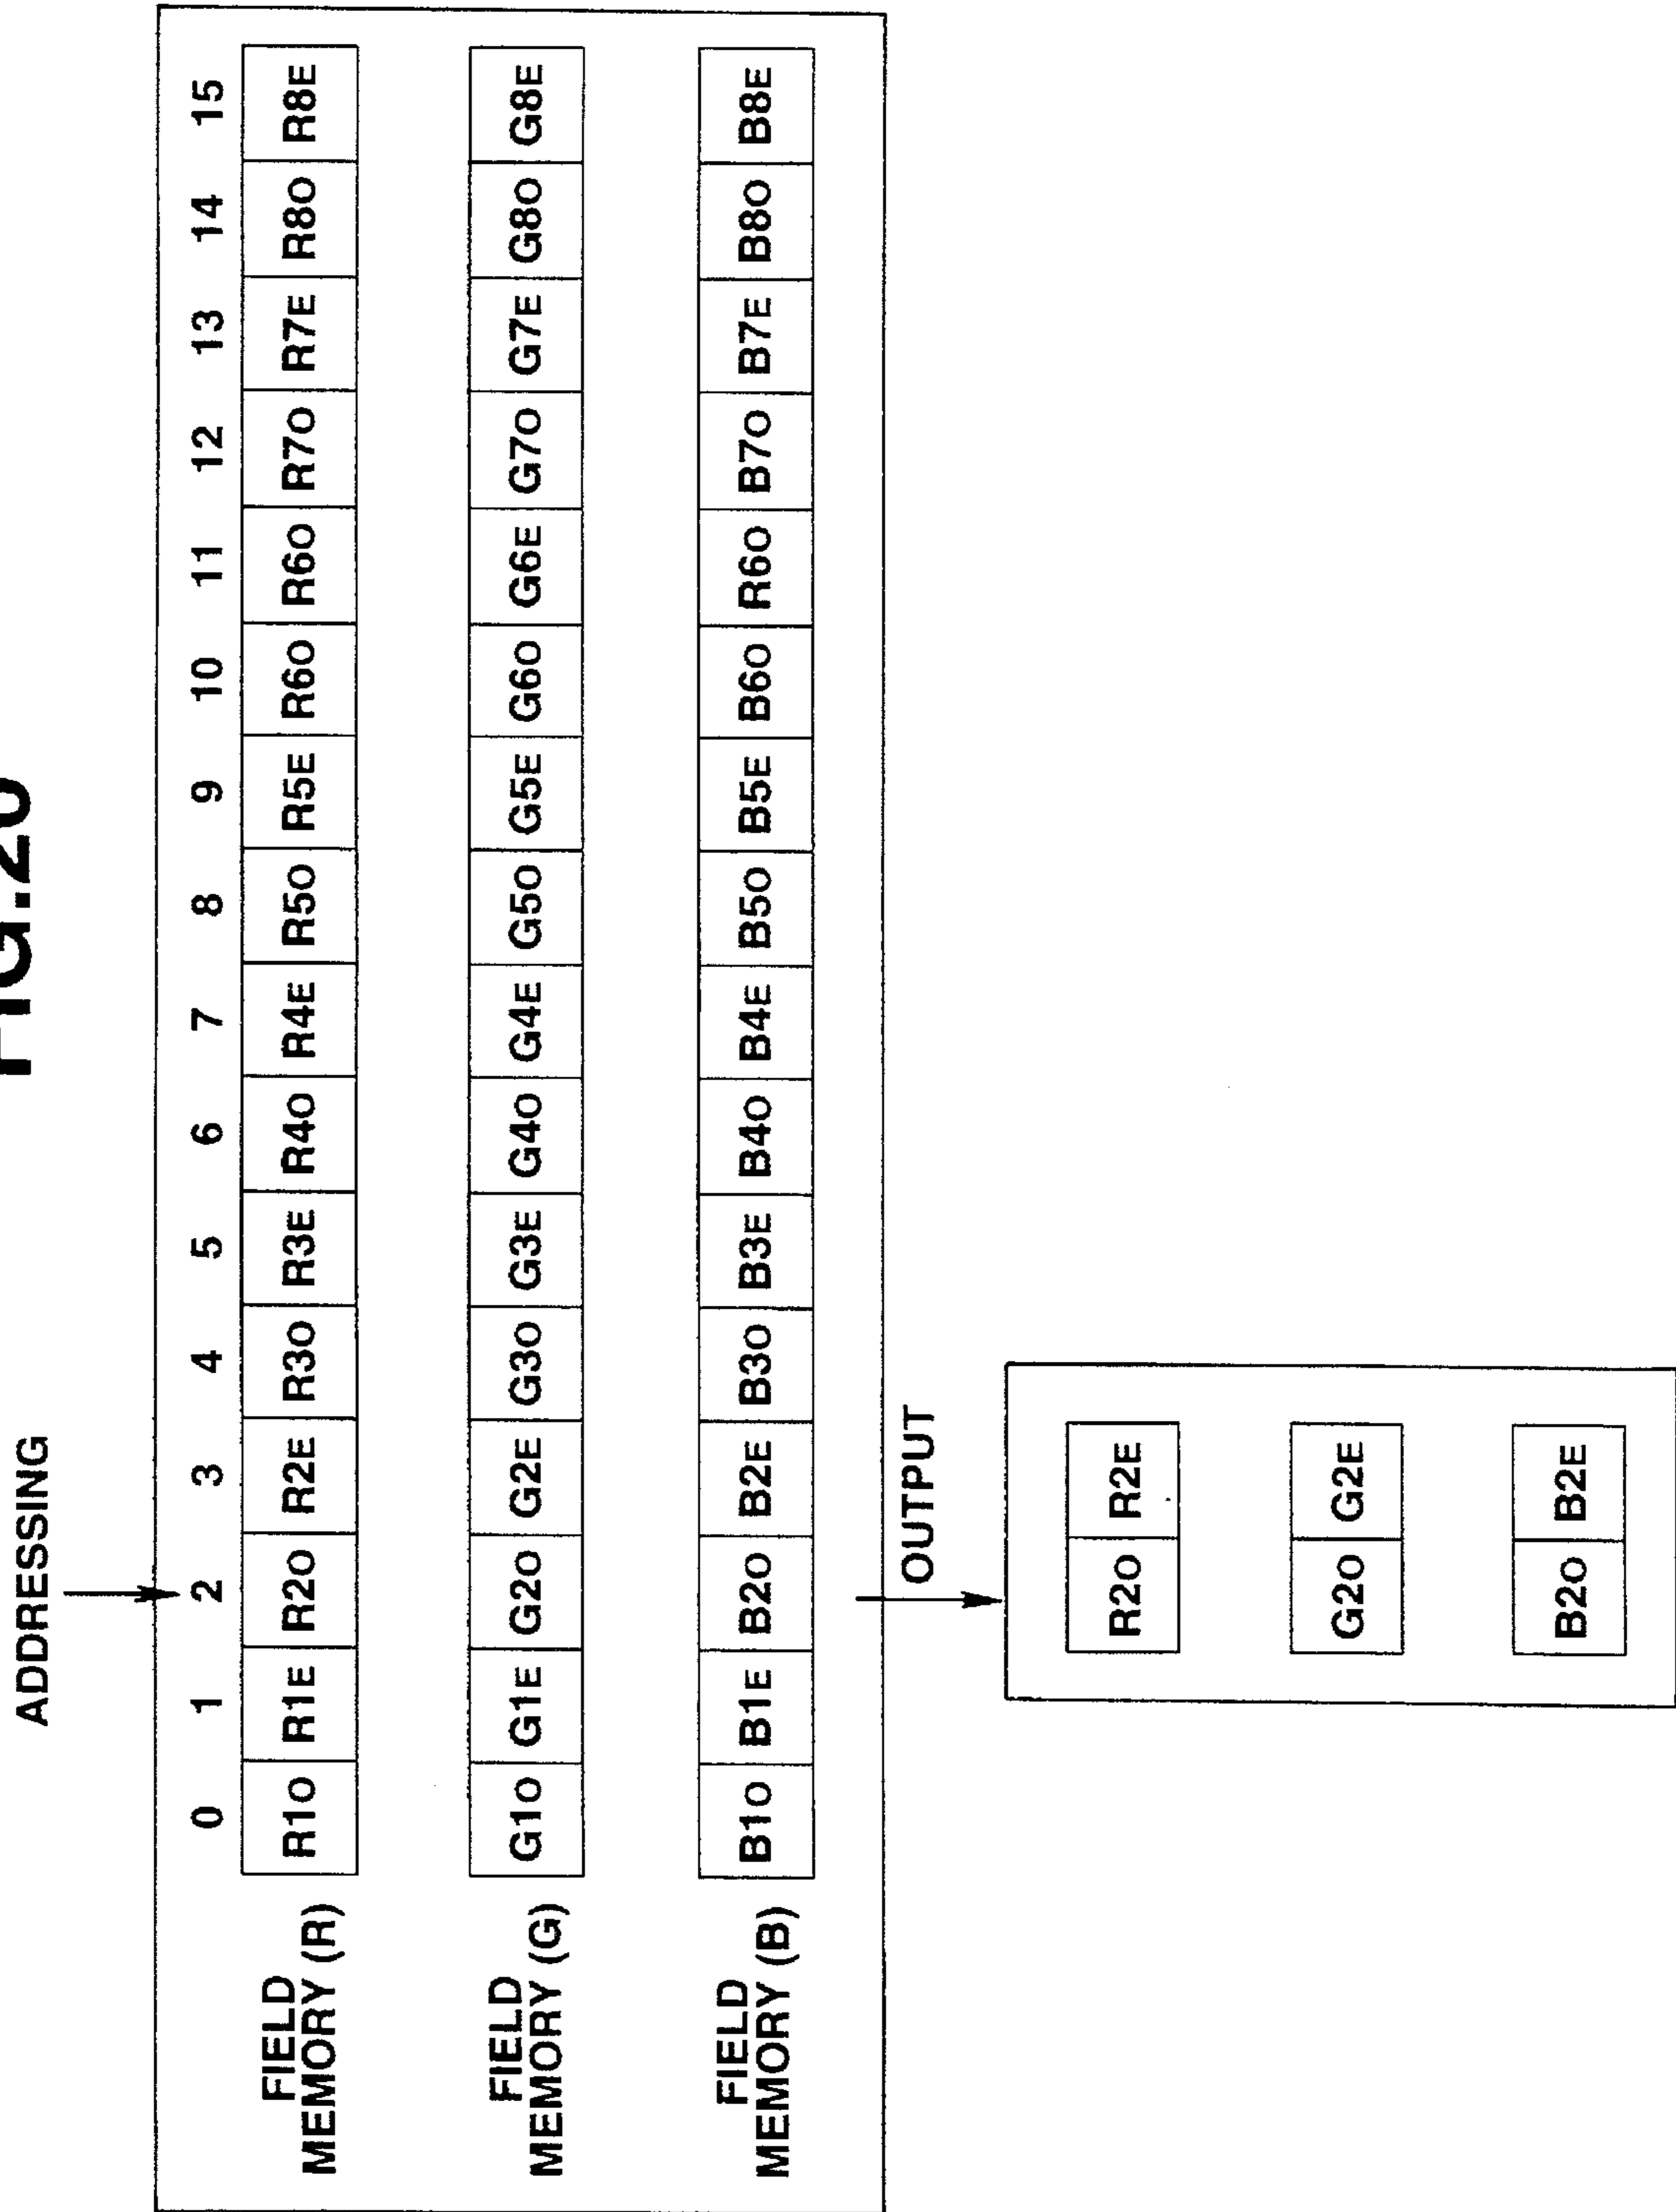 FIG.20
ADDRESSING
0 1 2 3 4 5 6 7 8 9 10 11 12 13 14 15
FIELD
MEMORY (R)
R1O R1E R2O R2E R3O R3E R4O R4E R5O R5E R6O R6O R7O R7E R8O R8E
FIELD
MEMORY (G)
G1O G1E G2O G2E G3O G3E G4O G4E G5O G5E G6O G6E G7O G7E G8O G8E
FIELD
MEMORY (B)
B1O B1E B2O B2E B3O B3E B4O B4E B5O B5E B6O R6O B7O B7E B8O B8E
OUTPUT
R2O R2E
G2O G2E
B2O B2E